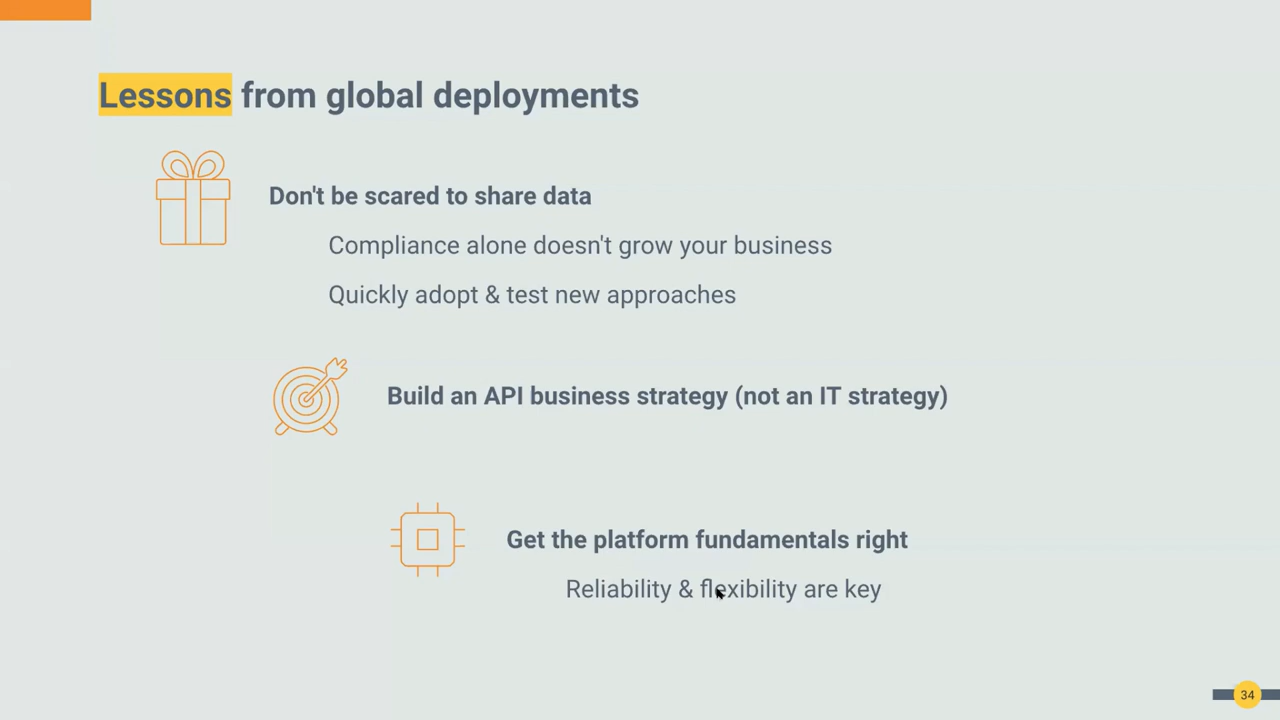 Lessons from global deployments
Don't be scared to share data
Compliance alone doesn't grow your business
Quickly adopt & test new approaches
Build an API business strategy (not an IT strategy)
Get the platform fundamentals right
Reliability & flexibility are key
34